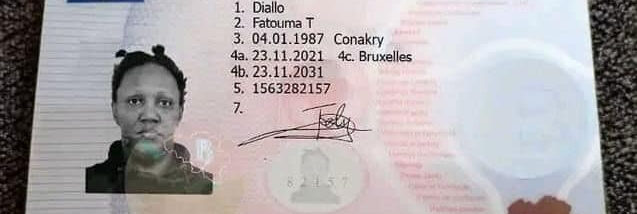 1. Diallo
2. Fatouma T
3. 04.01.1987 Conakry
4a. 23.11.2021 4c. Bruxelles
4b. 23.11.2031
5. 1563282157
7.
82157